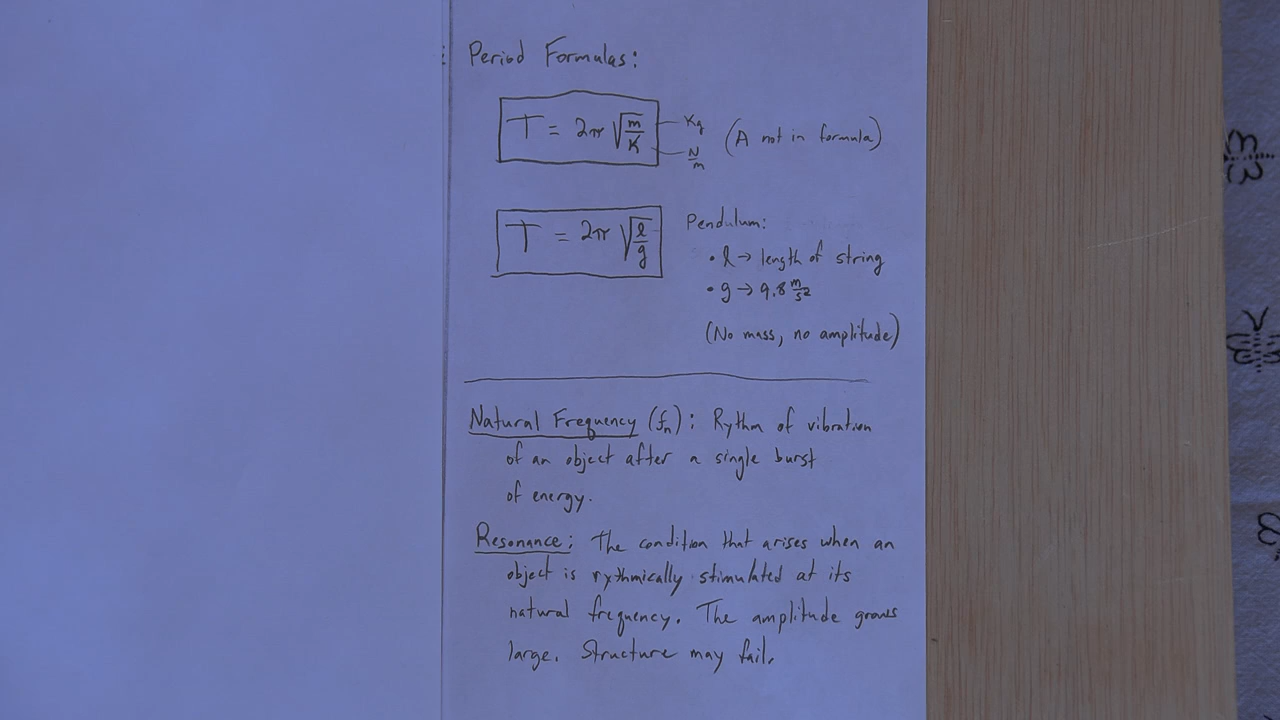 Period Formulas:
T = 2π √(m/K) Kg N/m (A not in formula)
T = 2π √(l/g) Pendulum:
• l → length of string
• g → 9.8 m/s²
(No mass, no amplitude)
Natural Frequency (fn): Rythm of vibration
of an object after a single burst
of energy.
Resonance: The condition that arises when an
object is rythmically stimulated at its
natural frequency. The amplitude grows
large. Structure may fail.